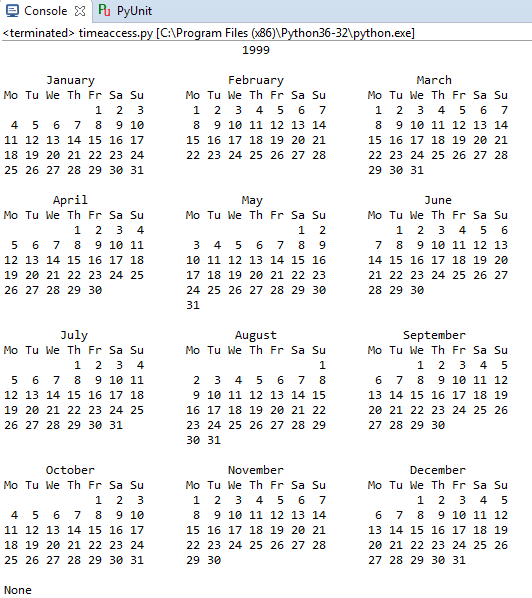 Console PyUnit
<terminated> timeaccess.py [C:\Program Files (x86)\Python36-32\python.exe]
                                  1999

      January                   February                   March
Mo Tu We Th Fr Sa Su      Mo Tu We Th Fr Sa Su      Mo Tu We Th Fr Sa Su
             1  2  3       1  2  3  4  5  6  7       1  2  3  4  5  6  7
 4  5  6  7  8  9 10       8  9 10 11 12 13 14       8  9 10 11 12 13 14
11 12 13 14 15 16 17      15 16 17 18 19 20 21      15 16 17 18 19 20 21
18 19 20 21 22 23 24      22 23 24 25 26 27 28      22 23 24 25 26 27 28
25 26 27 28 29 30 31                                29 30 31

       April                      May                       June
Mo Tu We Th Fr Sa Su      Mo Tu We Th Fr Sa Su      Mo Tu We Th Fr Sa Su
          1  2  3  4                      1  2          1  2  3  4  5  6
 5  6  7  8  9 10 11       3  4  5  6  7  8  9       7  8  9 10 11 12 13
12 13 14 15 16 17 18      10 11 12 13 14 15 16      14 15 16 17 18 19 20
19 20 21 22 23 24 25      17 18 19 20 21 22 23      21 22 23 24 25 26 27
26 27 28 29 30            24 25 26 27 28 29 30      28 29 30
                          31

        July                     August                  September
Mo Tu We Th Fr Sa Su      Mo Tu We Th Fr Sa Su      Mo Tu We Th Fr Sa Su
          1  2  3  4                         1             1  2  3  4  5
 5  6  7  8  9 10 11       2  3  4  5  6  7  8       6  7  8  9 10 11 12
12 13 14 15 16 17 18       9 10 11 12 13 14 15      13 14 15 16 17 18 19
19 20 21 22 23 24 25      16 17 18 19 20 21 22      20 21 22 23 24 25 26
26 27 28 29 30 31         23 24 25 26 27 28 29      27 28 29 30
                          30 31

      October                   November                  December
Mo Tu We Th Fr Sa Su      Mo Tu We Th Fr Sa Su      Mo Tu We Th Fr Sa Su
             1  2  3       1  2  3  4  5  6  7             1  2  3  4  5
 4  5  6  7  8  9 10       8  9 10 11 12 13 14       6  7  8  9 10 11 12
11 12 13 14 15 16 17      15 16 17 18 19 20 21      13 14 15 16 17 18 19
18 19 20 21 22 23 24      22 23 24 25 26 27 28      20 21 22 23 24 25 26
25 26 27 28 29 30 31      29 30                     27 28 29 30 31

None